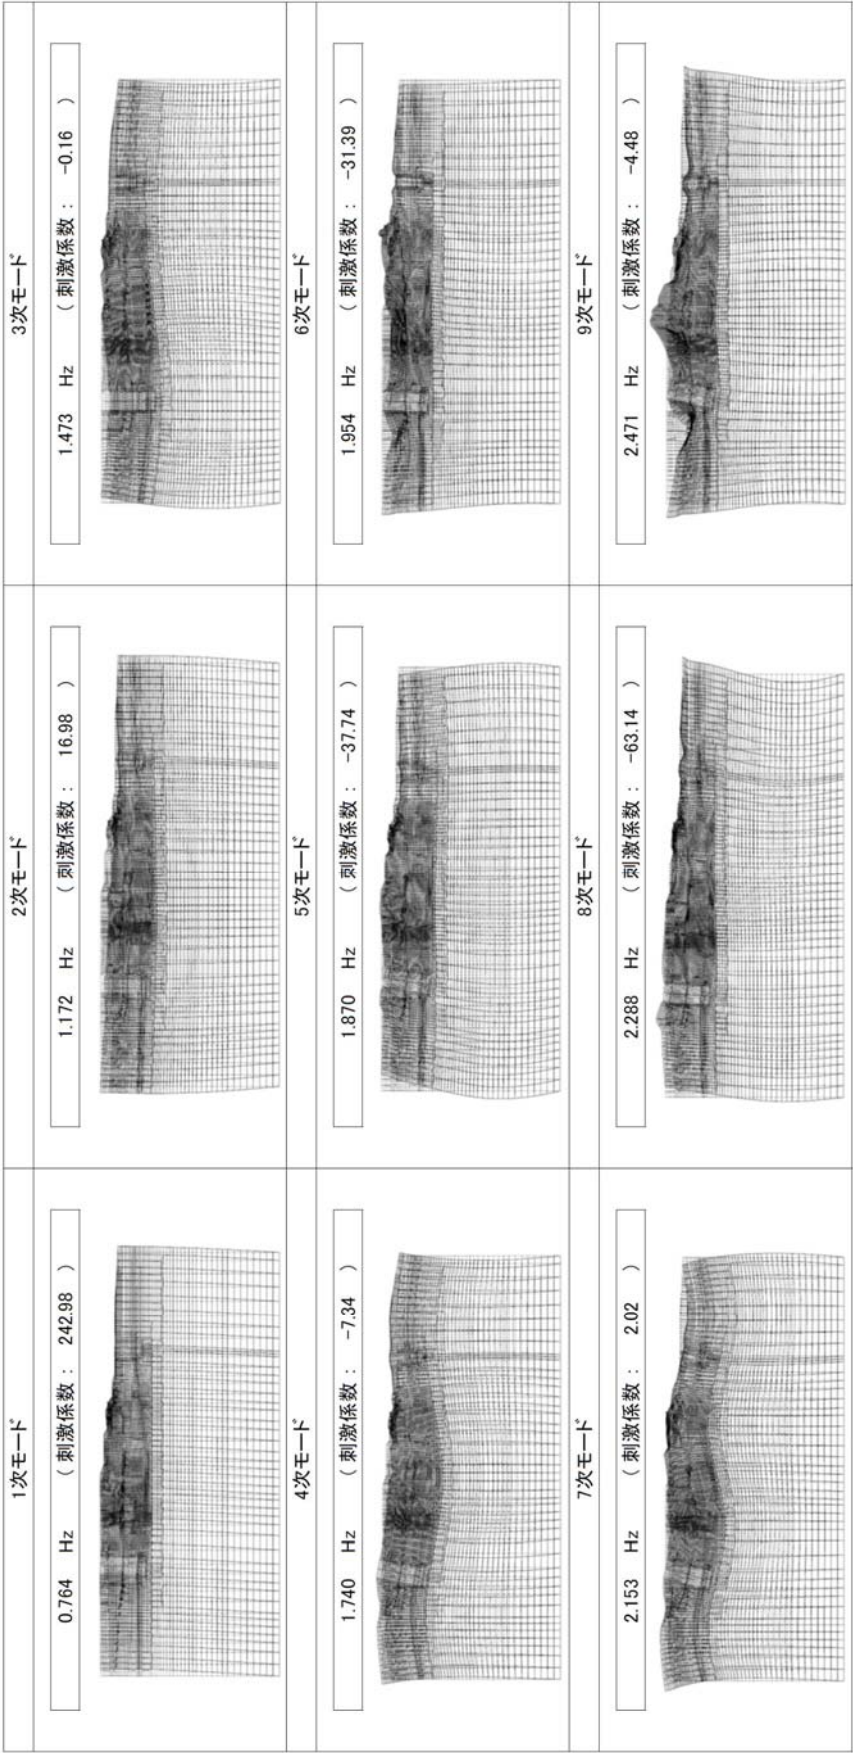 1次モード
0.764 Hz ( 刺激係数 : 242.98 )
2次モード
1.172 Hz ( 刺激係数 : 16.98 )
3次モード
1.473 Hz ( 刺激係数 : -0.16 )
4次モード
1.740 Hz ( 刺激係数 : -7.34 )
5次モード
1.870 Hz ( 刺激係数 : -37.74 )
6次モード
1.954 Hz ( 刺激係数 : -31.39 )
7次モード
2.153 Hz ( 刺激係数 : 2.02 )
8次モード
2.288 Hz ( 刺激係数 : -63.14 )
9次モード
2.471 Hz ( 刺激係数 : -4.48 )